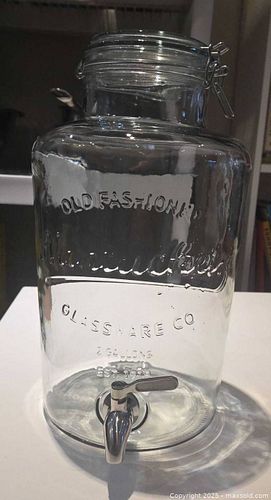 OLD FASHIONED
GLASSWARE CO
2 GALLONS
Copyright 2025 - maxsold.com